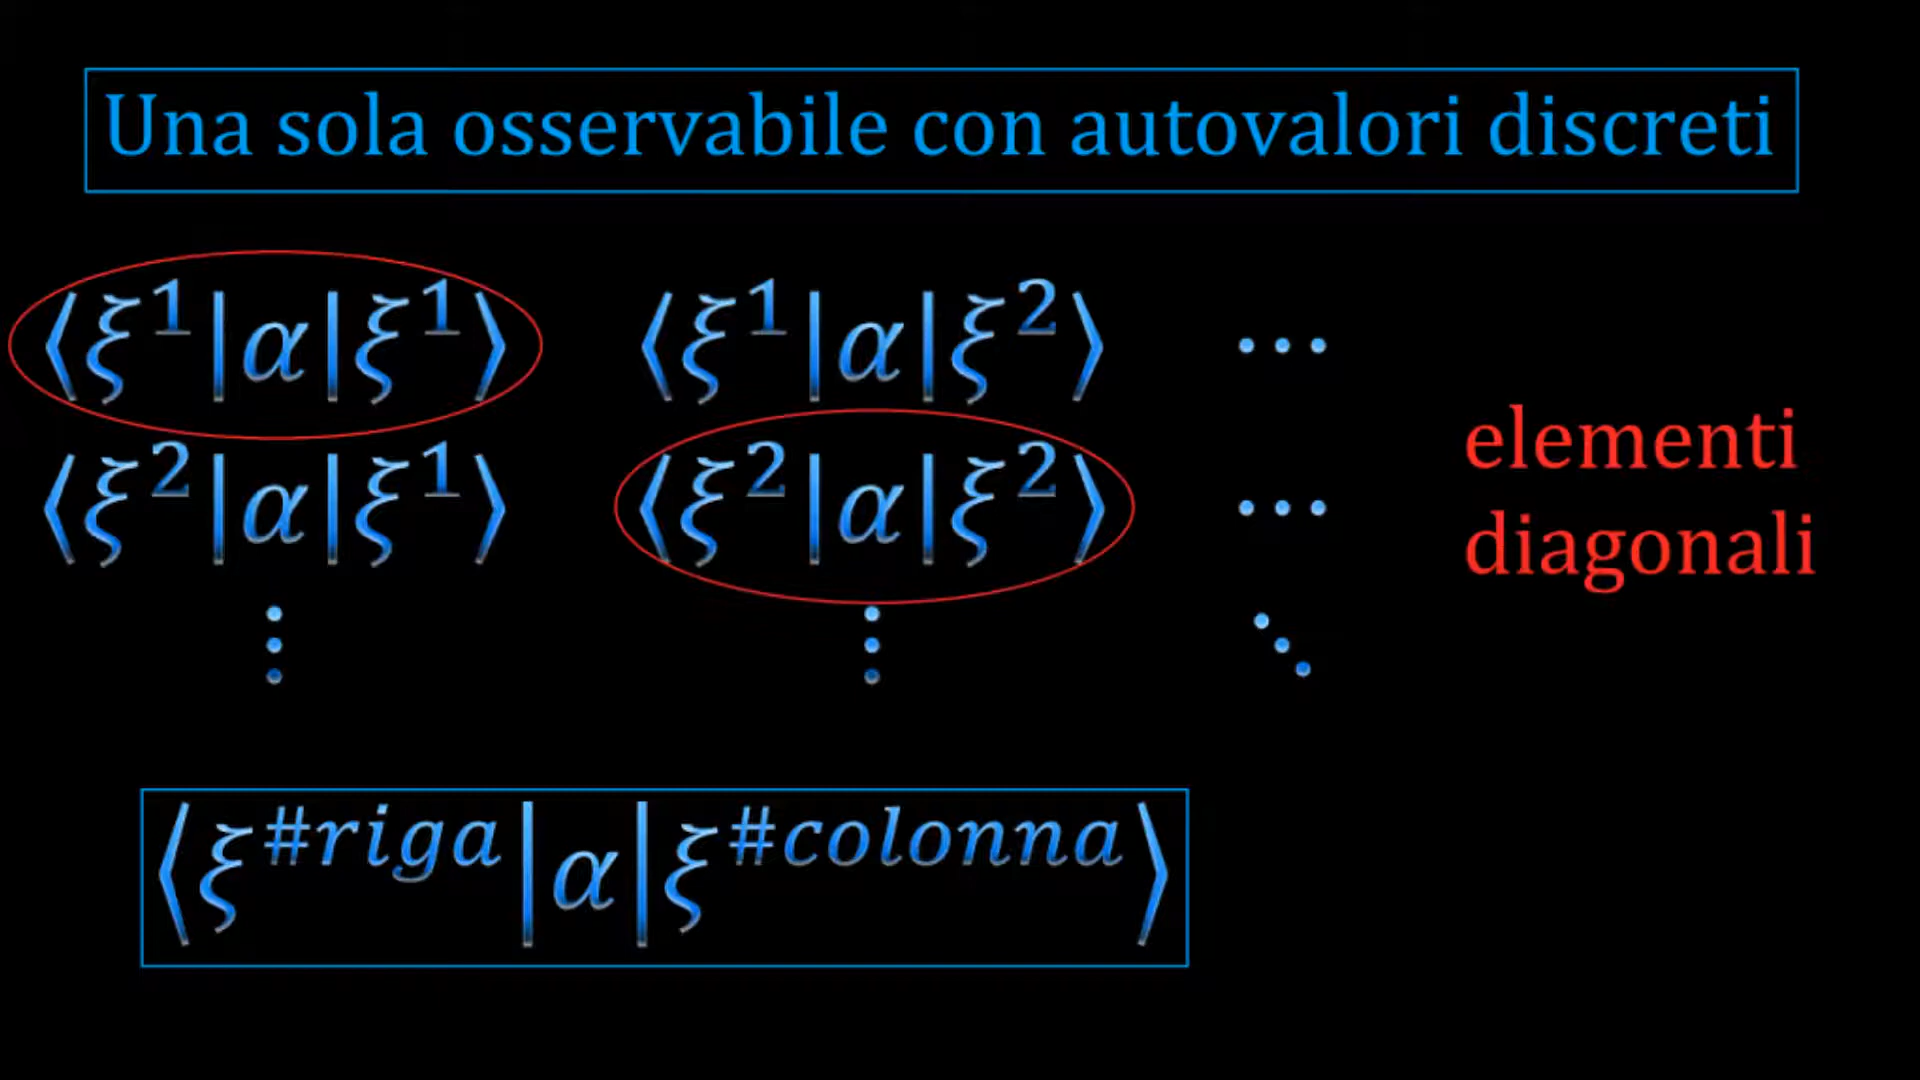 Una sola osservabile con autovalori discreti
⟨ξ¹|α|ξ¹⟩ ⟨ξ¹|α|ξ²⟩ ⋯
elementi
⟨ξ²|α|ξ¹⟩ ⟨ξ²|α|ξ²⟩ ⋯
diagonali
⋮ ⋮ ⋱
⟨ξ^#riga|α|ξ^#colonna⟩